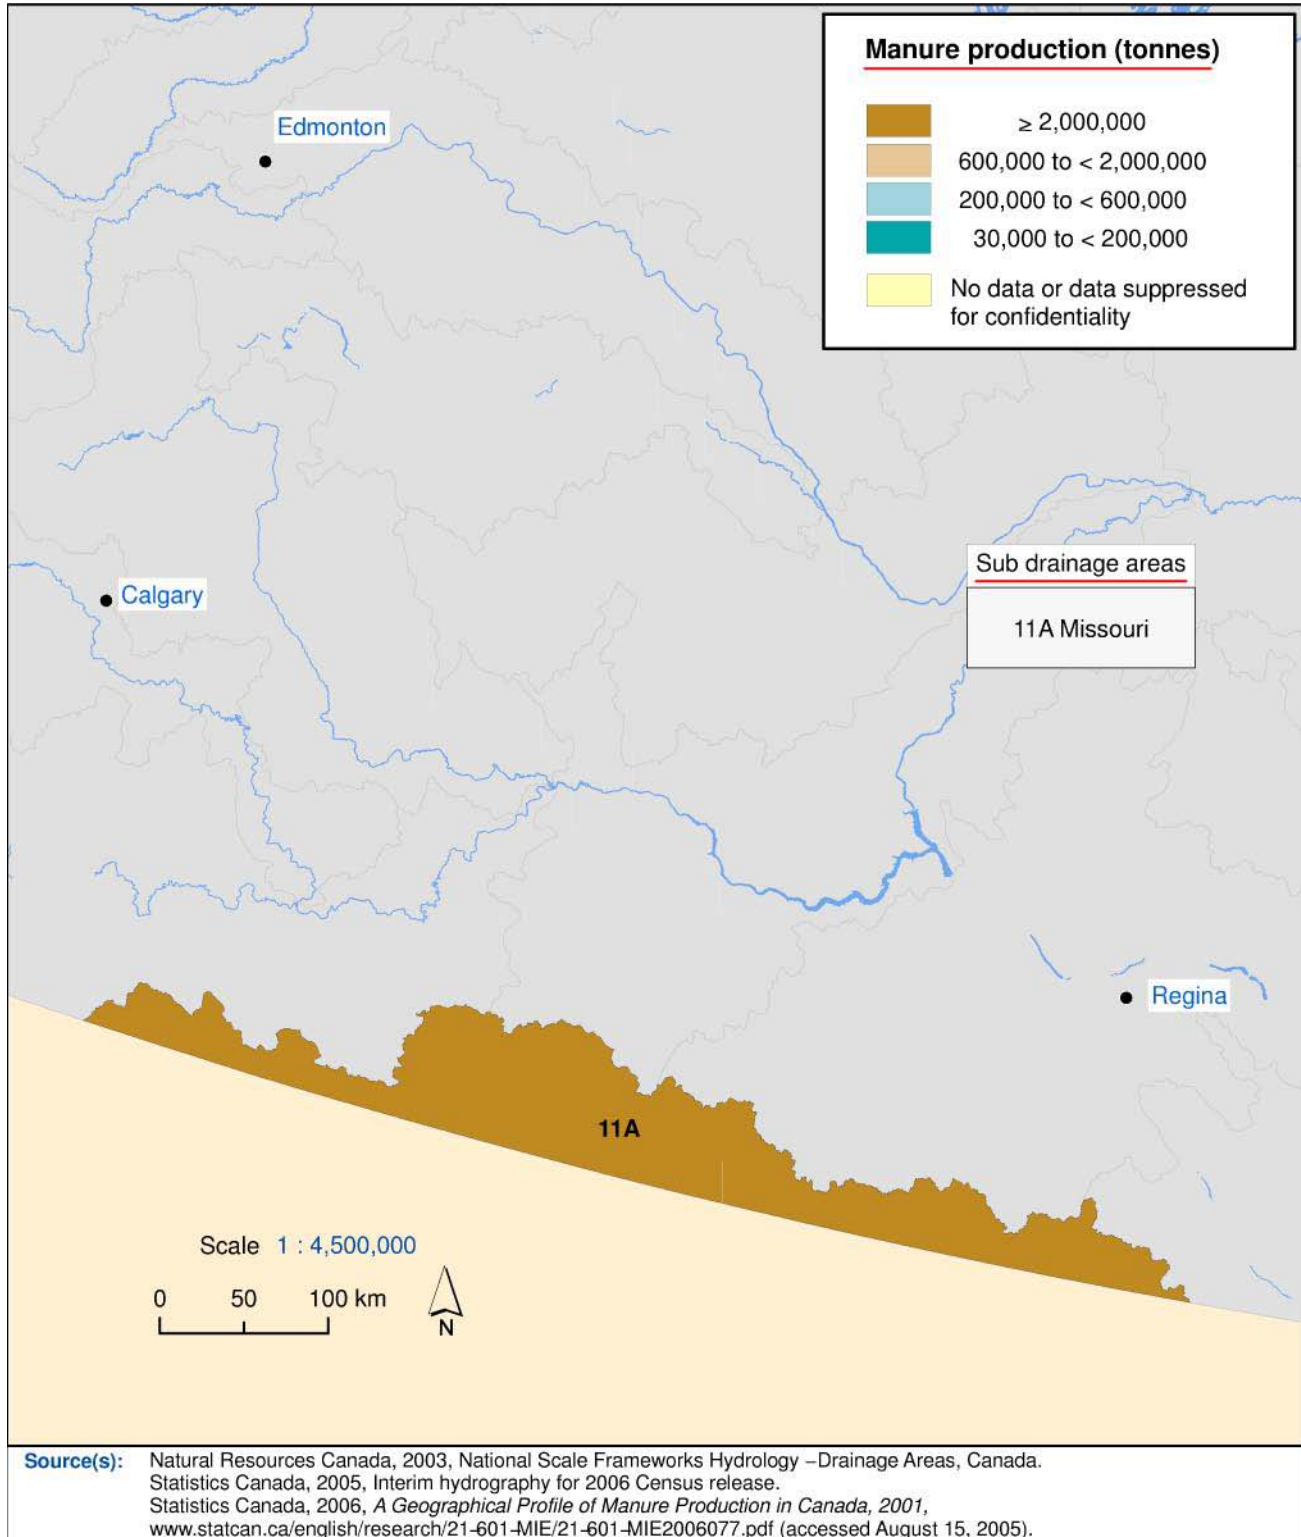 Manure production (tonnes)
≥ 2,000,000
600,000 to < 2,000,000
200,000 to < 600,000
30,000 to < 200,000
No data or data suppressed
for confidentiality
Edmonton
Sub drainage areas
11A Missouri
Calgary
Regina
11A
Scale 1 : 4,500,000
0 50 100 km
N
Source(s): Natural Resources Canada, 2003, National Scale Frameworks Hydrology –Drainage Areas, Canada.
Statistics Canada, 2005, Interim hydrography for 2006 Census release.
Statistics Canada, 2006, A Geographical Profile of Manure Production in Canada, 2001,
www.statcan.ca/english/research/21-601-MIE/21-601-MIE2006077.pdf (accessed August 15, 2005).